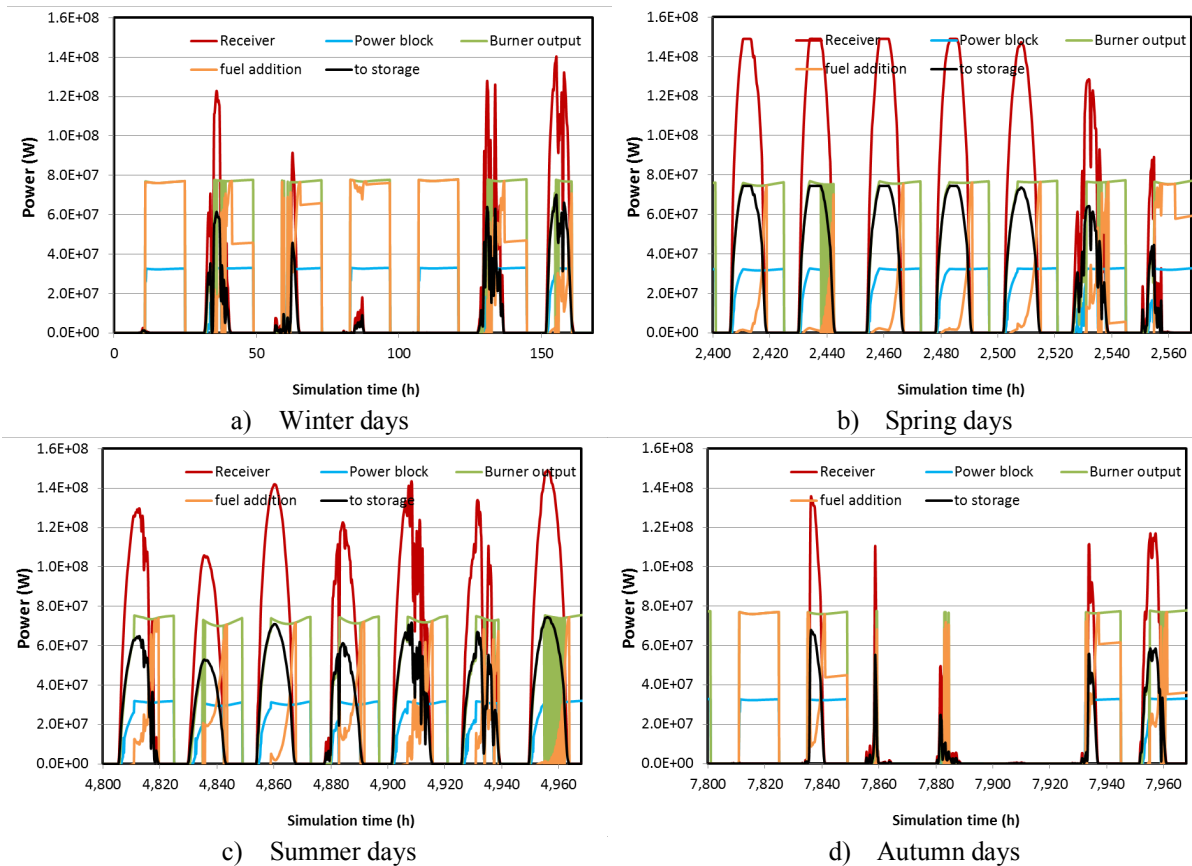 1.6E+08
1.4E+08
1.2E+08
1.0E+08
8.0E+07
6.0E+07
4.0E+07
2.0E+07
0.0E+00
Power (W)
Receiver Power block Burner output
fuel addition to storage
0 50 100 150
Simulation time (h)
a) Winter days
1.6E+08
1.4E+08
1.2E+08
1.0E+08
8.0E+07
6.0E+07
4.0E+07
2.0E+07
0.0E+00
Power (W)
Receiver Power block Burner output
fuel addition to storage
2,400 2,420 2,440 2,460 2,480 2,500 2,520 2,540 2,560
Simulation time (h)
b) Spring days
1.6E+08
1.4E+08
1.2E+08
1.0E+08
8.0E+07
6.0E+07
4.0E+07
2.0E+07
0.0E+00
Power (W)
Receiver Power block Burner output
fuel addition to storage
4,800 4,820 4,840 4,860 4,880 4,900 4,920 4,940 4,960
Simulation time (h)
c) Summer days
1.6E+08
1.4E+08
1.2E+08
1.0E+08
8.0E+07
6.0E+07
4.0E+07
2.0E+07
0.0E+00
Power (W)
Receiver Power block Burner output
fuel addition to storage
7,800 7,820 7,840 7,860 7,880 7,900 7,920 7,940 7,960
Simulation time (h)
d) Autumn days